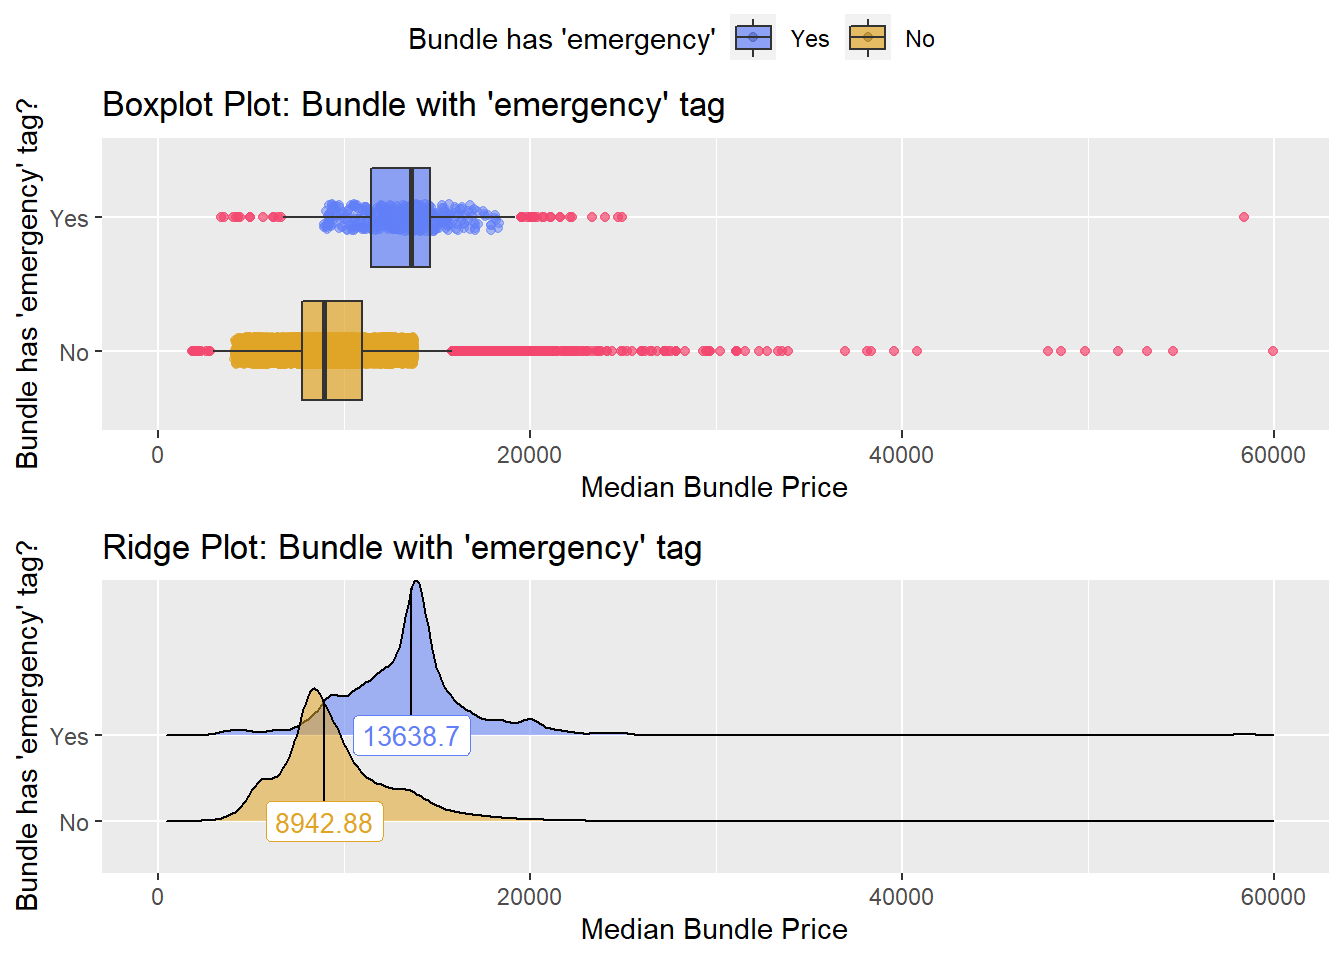 Bundle has 'emergency' Yes No
Boxplot Plot: Bundle with 'emergency' tag
Bundle has 'emergency' tag?
Yes
No
0 20000 40000 60000
Median Bundle Price
Ridge Plot: Bundle with 'emergency' tag
Bundle has 'emergency' tag?
Yes
13638.7
No
8942.88
0 20000 40000 60000
Median Bundle Price